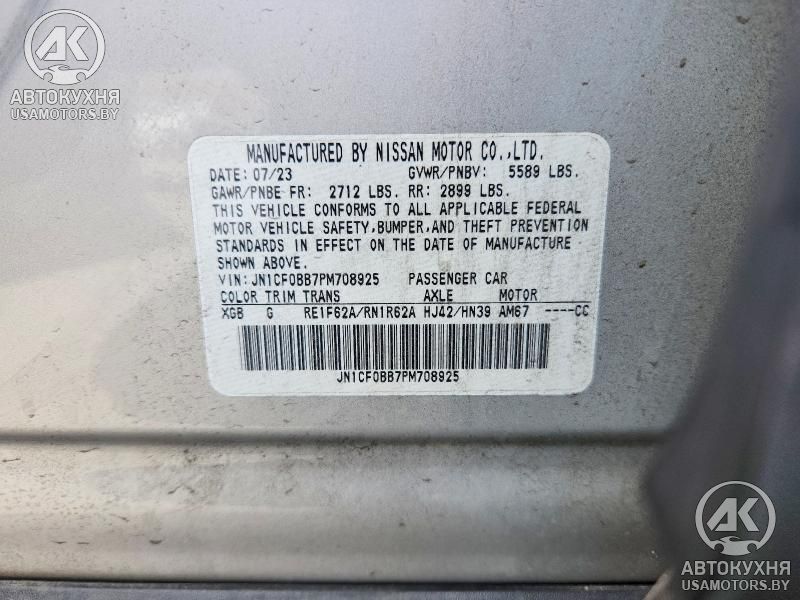 АК
АВТОКУХНЯ
USAMOTORS.BY
MANUFACTURED BY NISSAN MOTOR CO.,LTD.
DATE: 07/23 GVWR/PNBV: 5589 LBS.
GAWR/PNBE FR: 2712 LBS. RR: 2899 LBS.
THIS VEHICLE CONFORMS TO ALL APPLICABLE FEDERAL
MOTOR VEHICLE SAFETY,BUMPER,AND THEFT PREVENTION
STANDARDS IN EFFECT ON THE DATE OF MANUFACTURE
SHOWN ABOVE.
VIN: JN1CF0BB7PM708925 PASSENGER CAR
COLOR TRIM TRANS AXLE MOTOR
XGB G RE1F62A/RN1R62A HJ42/HN39 AM67 ----CC
JN1CF0BB7PM708925
АК
АВТОКУХНЯ
USAMOTORS.BY